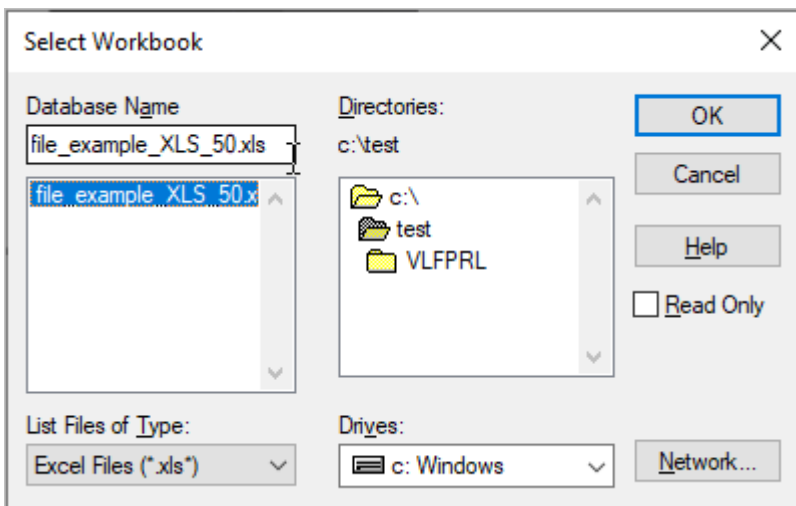 Select Workbook
Database Name
file_example_XLS_50.xls
file_example_XLS_50.x
List Files of Type:
Excel Files (*.xls*)
Directories:
c:\test
c:\
test
VLFPRL
Drives:
c: Windows
OK
Cancel
Help
Read Only
Network...